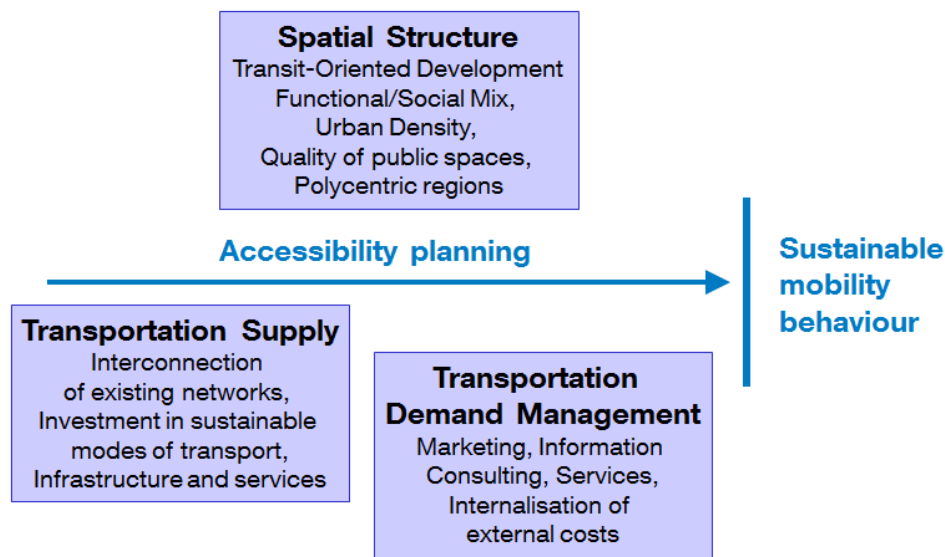 Spatial Structure
Transit-Oriented Development
Functional/Social Mix,
Urban Density,
Quality of public spaces,
Polycentric regions
Accessibility planning
Sustainable
mobility
behaviour
Transportation Supply
Interconnection
of existing networks,
Investment in sustainable
modes of transport,
Infrastructure and services
Transportation
Demand Management
Marketing, Information
Consulting, Services,
Internalisation of
external costs